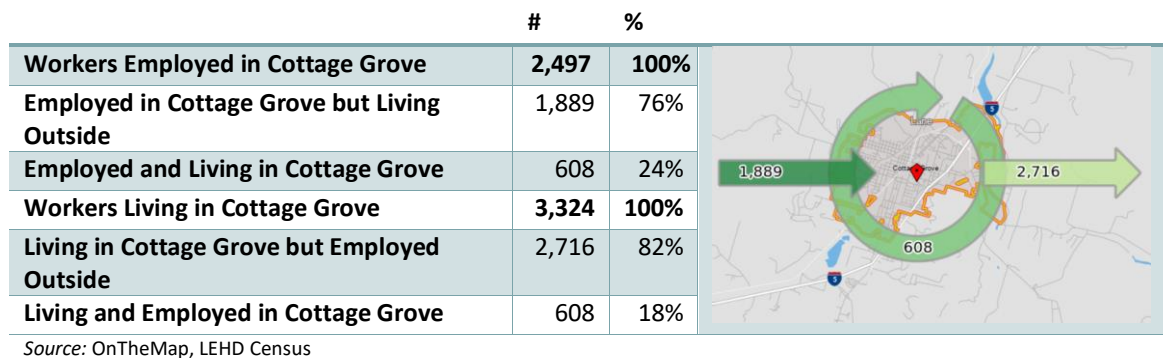 # %
Workers Employed in Cottage Grove 2,497 100%
Employed in Cottage Grove but Living 1,889 76%
Outside
Employed and Living in Cottage Grove 608 24%
Workers Living in Cottage Grove 3,324 100%
Living in Cottage Grove but Employed 2,716 82%
Outside
Living and Employed in Cottage Grove 608 18%
5
Lane
1,889
Cottage Grove
2,716
608
5
Source: OnTheMap, LEHD Census